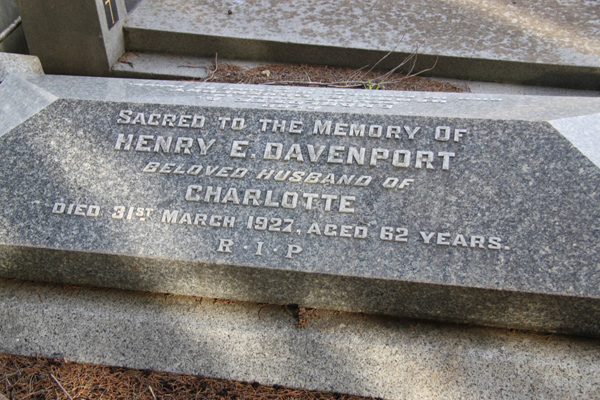 SACRED TO THE MEMORY OF
HENRY E. DAVENPORT
BELOVED HUSBAND OF
CHARLOTTE
DIED 31ST MARCH 1927, AGED 62 YEARS.
R · I · P